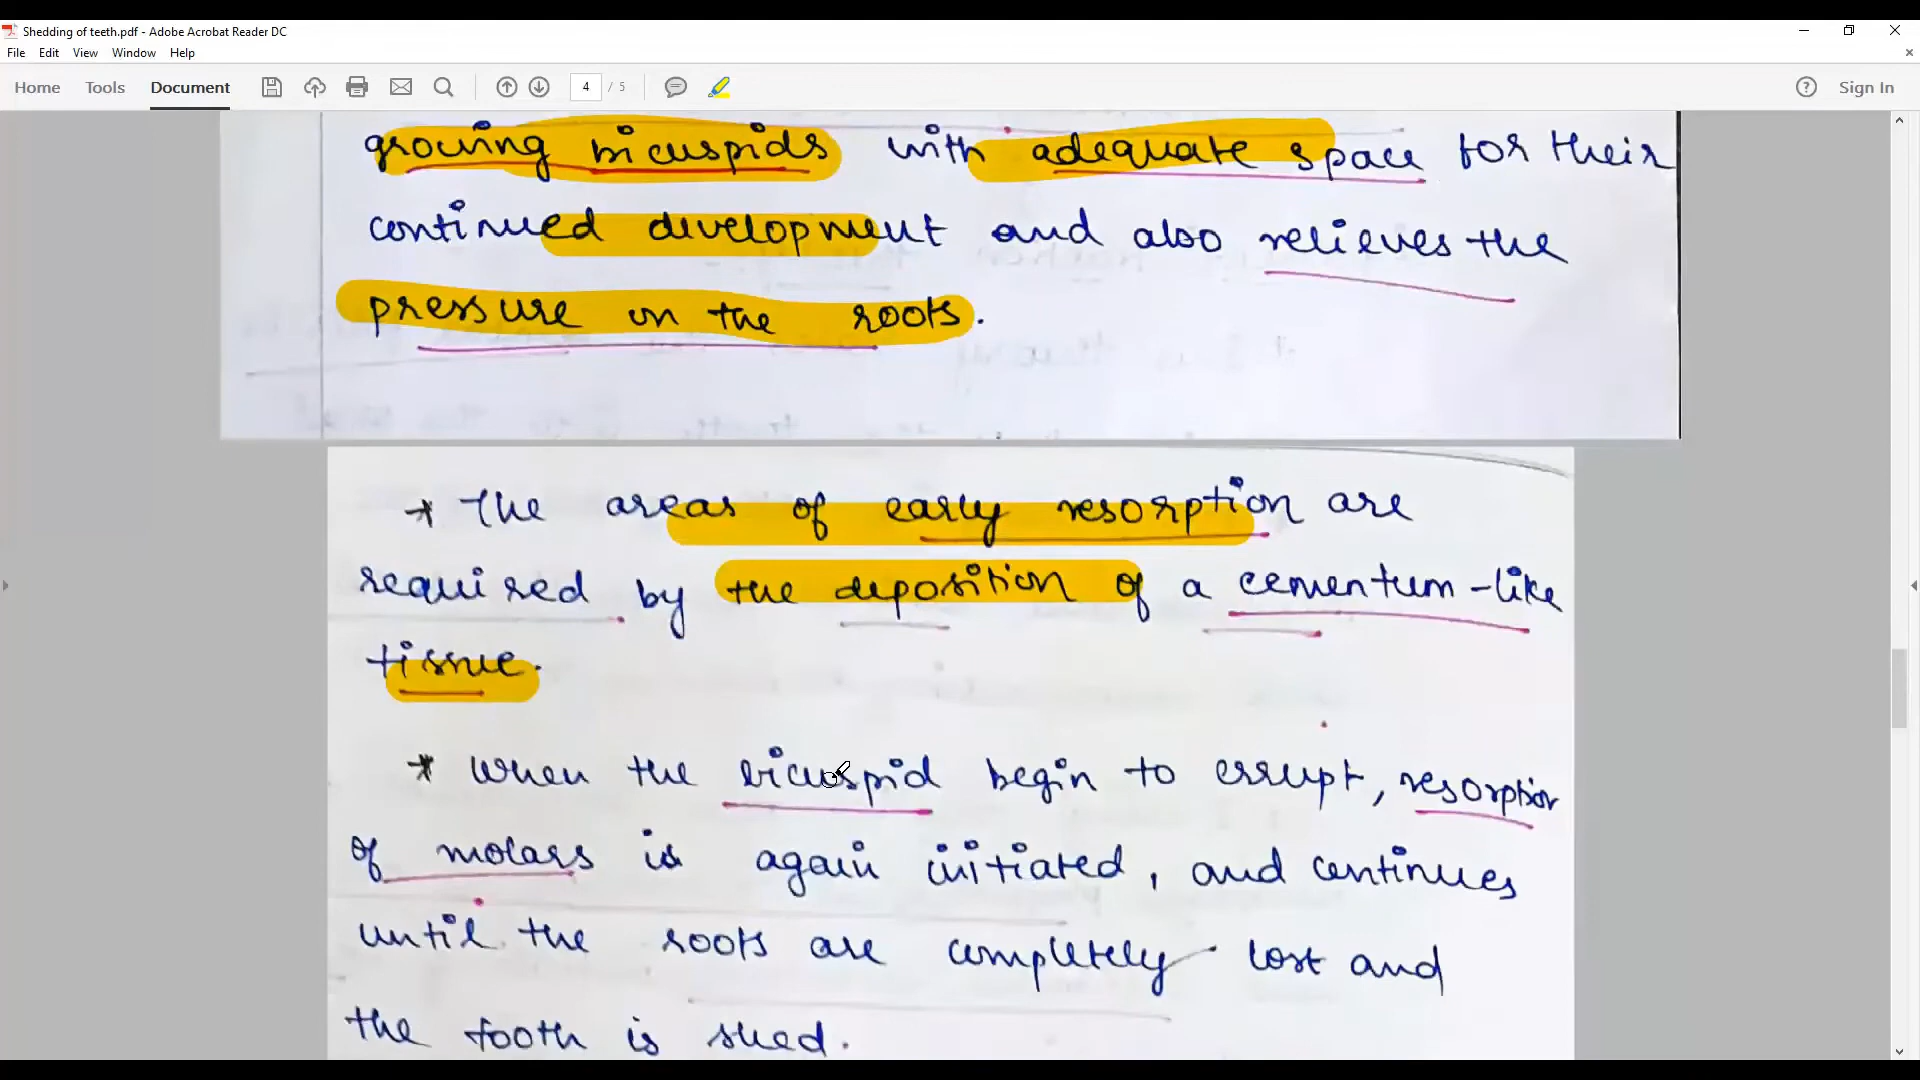 Shedding of teeth.pdf - Adobe Acrobat Reader DC
File Edit View Window Help
Home Tools Document 4 / 5 Sign In
growing bicuspids with adequate space for their
continued development and also relieves the
pressure on the roots.
* The areas of early resorption are
required by the deposition of a cementum-like
tissue.
* When the bicuspid begin to errupt, resorption
of molars is again initiated, and continues
until the roots are completely lost and
the tooth is shed.